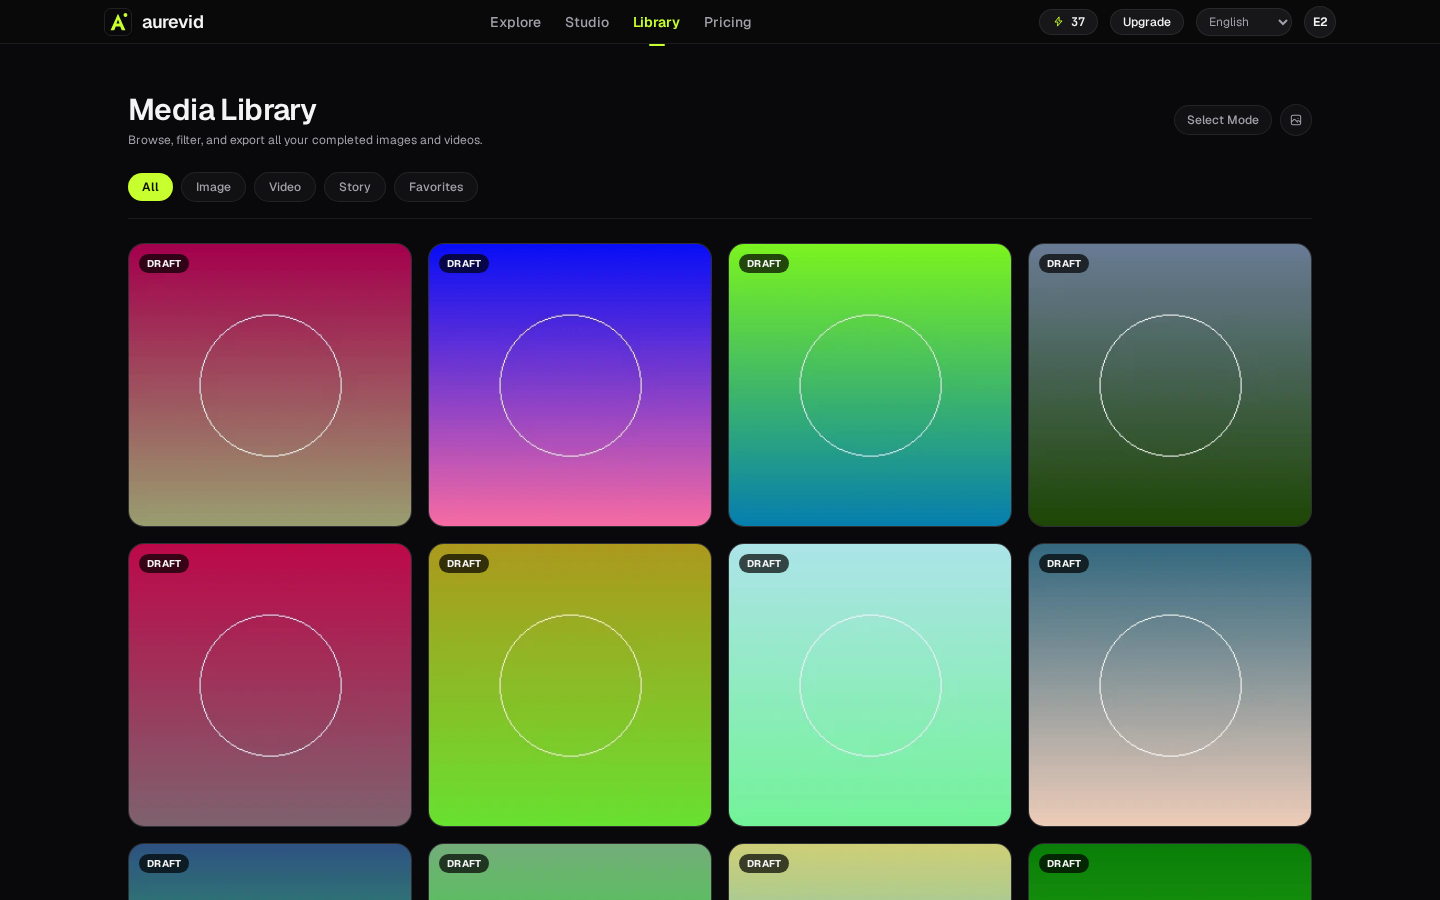 aurevid
Explore Studio Library Pricing
37 Upgrade English E2
Media Library
Browse, filter, and export all your completed images and videos.
Select Mode
All Image Video Story Favorites
DRAFT DRAFT DRAFT DRAFT
DRAFT DRAFT DRAFT DRAFT
DRAFT DRAFT DRAFT DRAFT